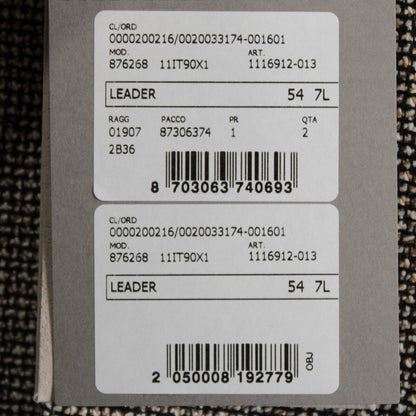 CL/ORD
0000200216/0020033174-001601
MOD. ART.
876268 11IT90X1 1116912-013
LEADER 54 7L
RAGG PACCO PR QTA
01907 87306374 1 2
2B36
8 703063 740693
CL/ORD
0000200216/0020033174-001601
MOD. ART.
876268 11IT90X1 1116912-013
LEADER 54 7L
2 050008 192779
OBJ